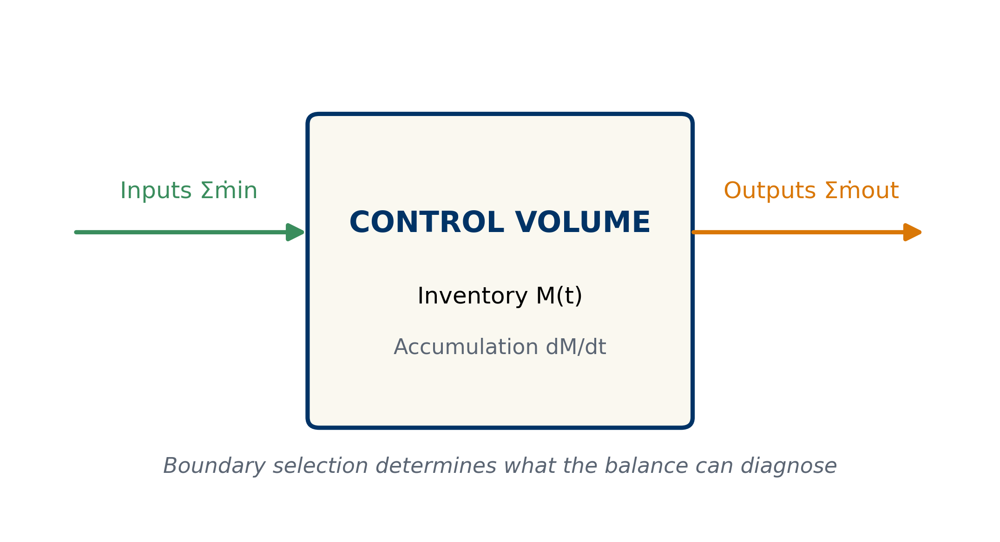 Inputs Σṁin
Outputs Σṁout
CONTROL VOLUME
Inventory M(t)
Accumulation dM/dt
Boundary selection determines what the balance can diagnose